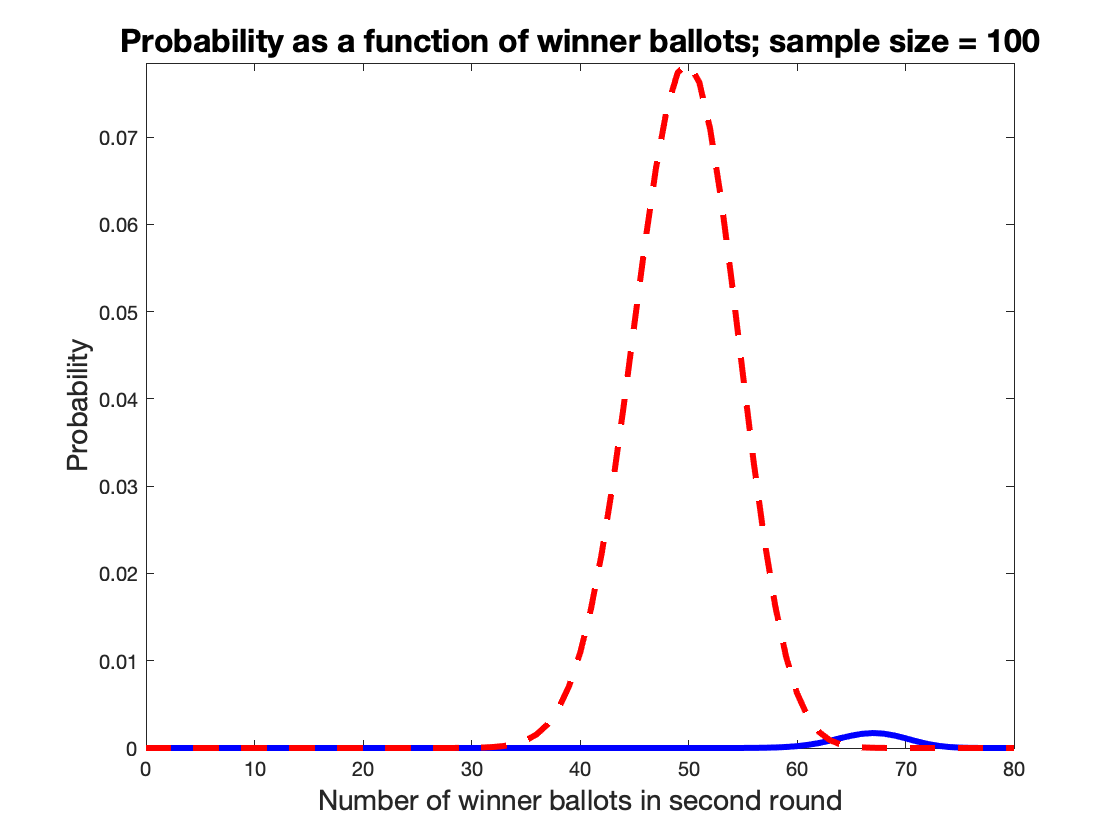 Probability as a function of winner ballots; sample size = 100
0.07
0.06
0.05
0.04
0.03
0.02
0.01
0
Probability
0 10 20 30 40 50 60 70 80
Number of winner ballots in second round